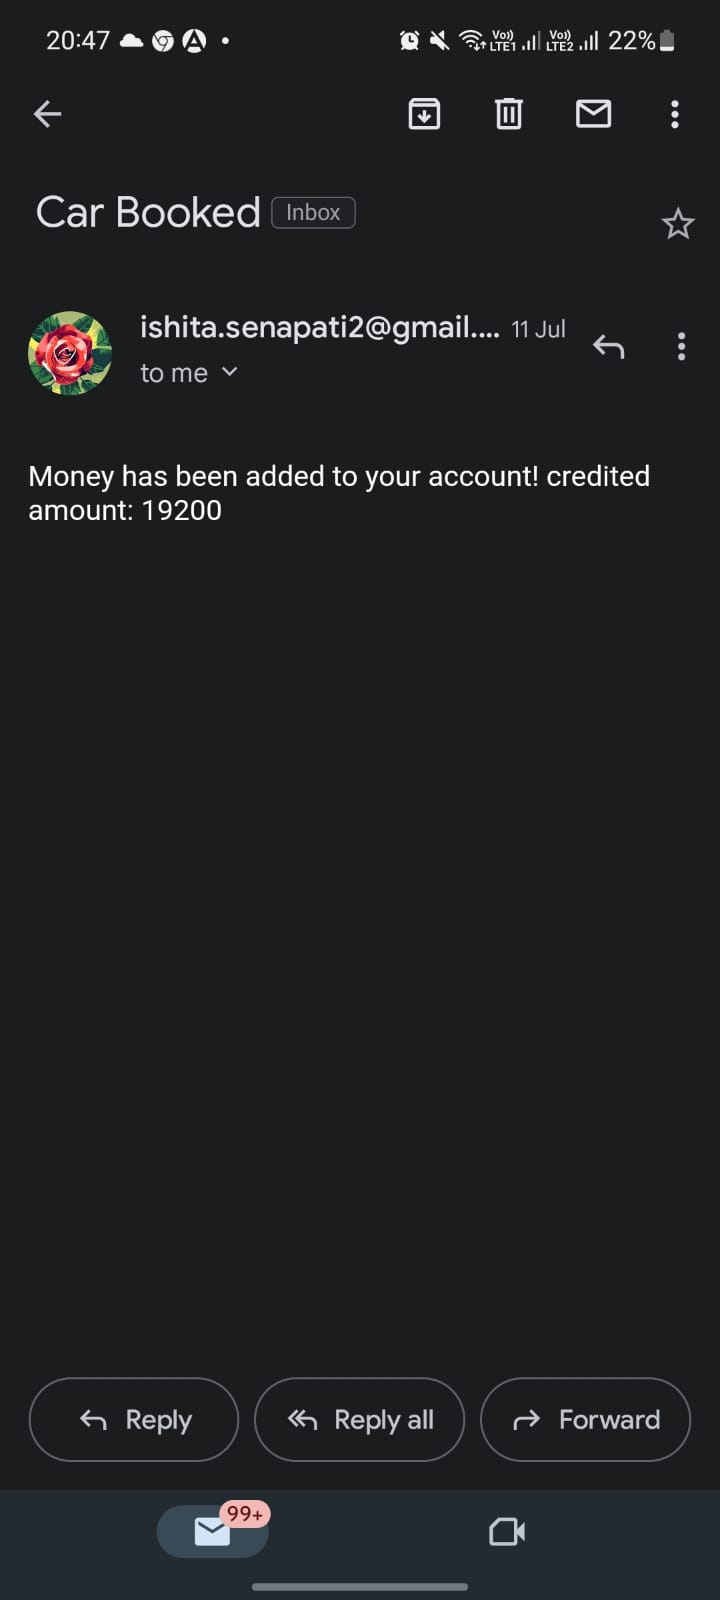 20:47 Vo)) LTE1 Vo)) LTE2 22%
Car Booked Inbox
ishita.senapati2@gmail.... 11 Jul
to me
Money has been added to your account! credited
amount: 19200
Reply Reply all Forward
99+